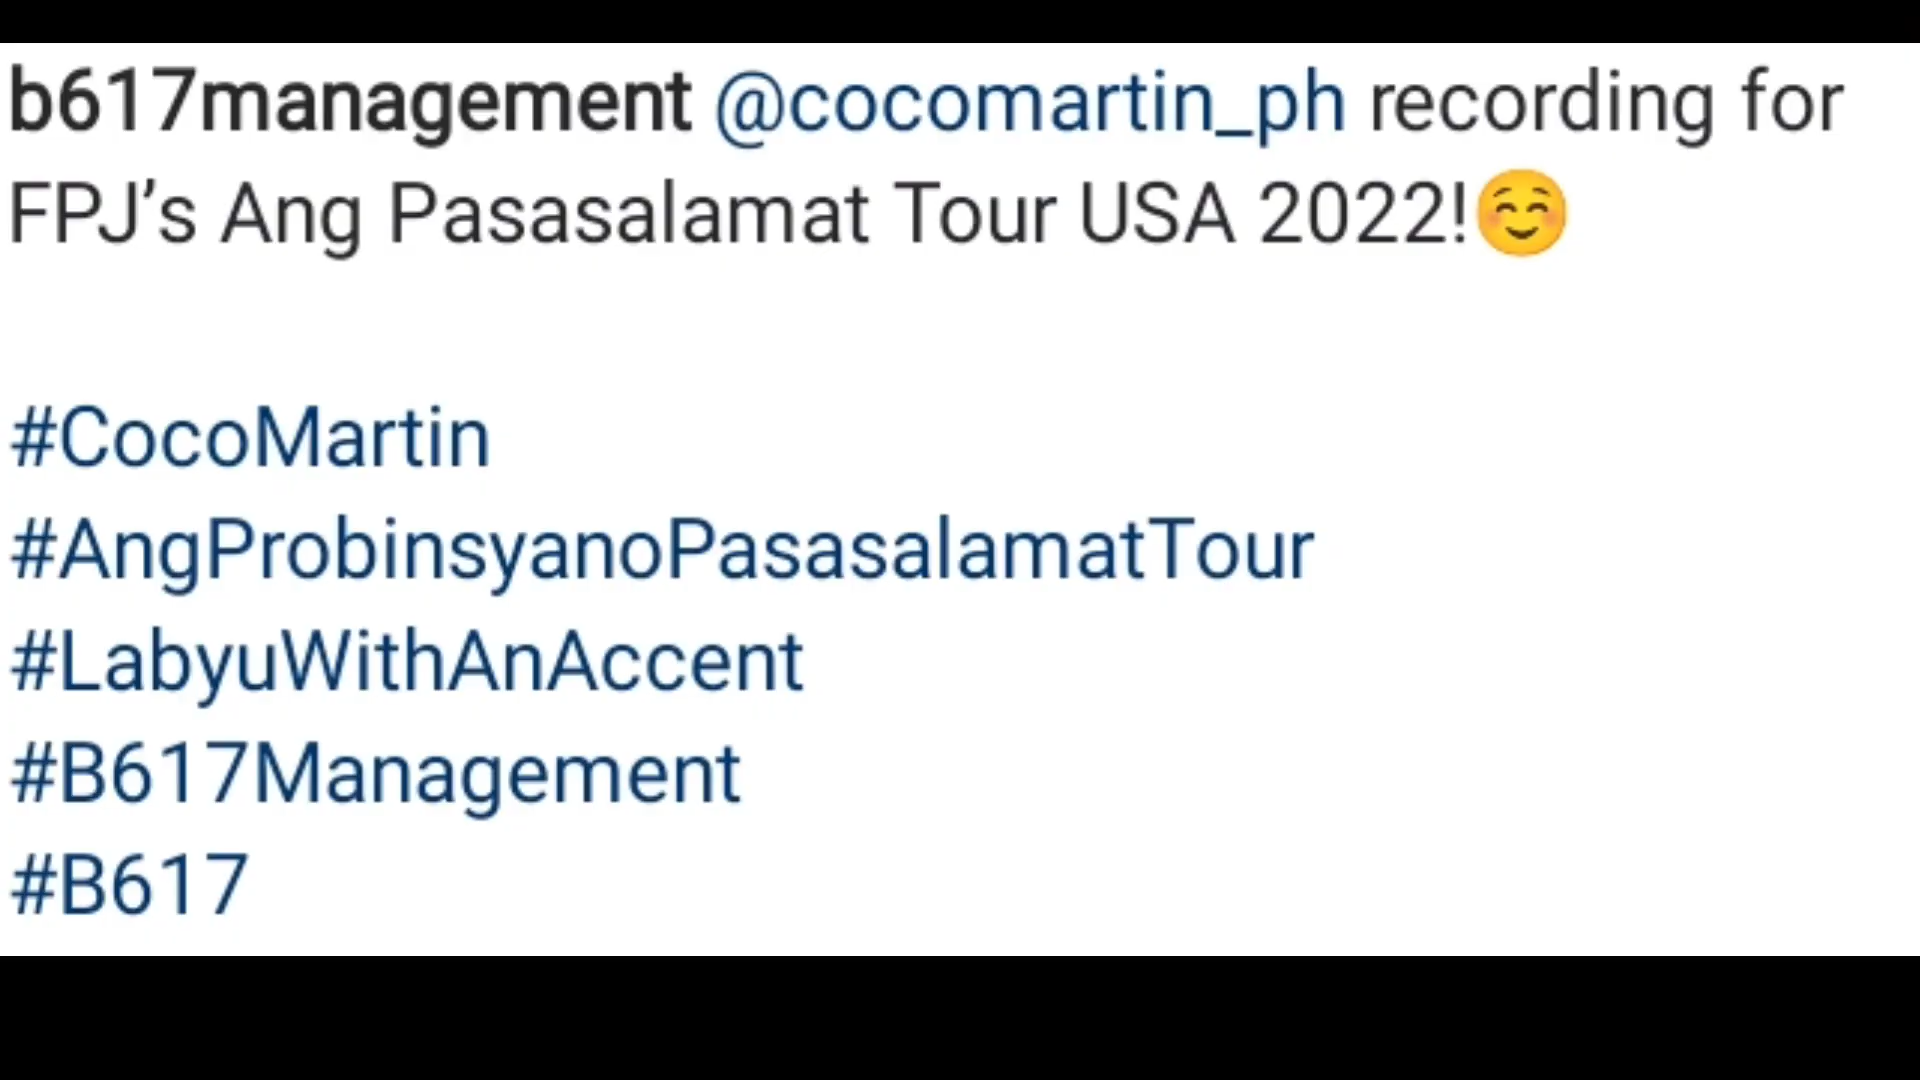 b617management @cocomartin_ph recording for
FPJ’s Ang Pasasalamat Tour USA 2022!😊
#CocoMartin
#AngProbinsyanoPasasalamatTour
#LabyuWithAnAccent
#B617Management
#B617